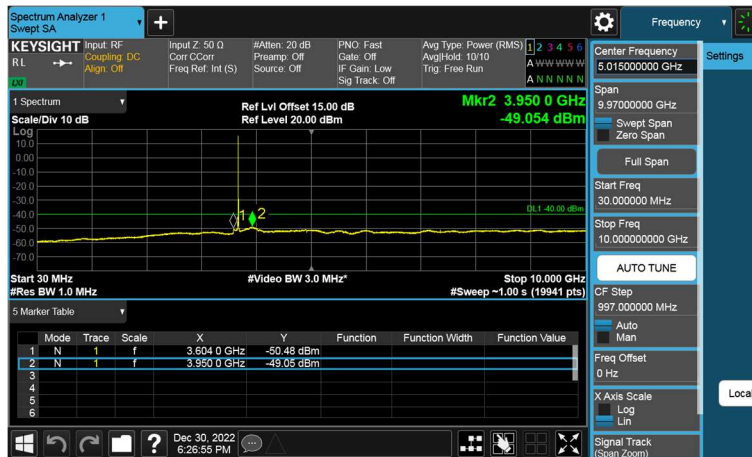 Spectrum Analyzer 1
Swept SA
+
Frequency
KEYSIGHT
RL
LXI
Input: RF
Coupling: DC
Align: Off
Input Z: 50 Ω
Corr CCorr
Freq Ref: Int (S)
#Atten: 20 dB
Preamp: Off
Source: Off
PNO: Fast
Gate: Off
IF Gain: Low
Sig Track: Off
Avg Type: Power (RMS)
Avg|Hold: 10/10
Trig: Free Run
1 2 3 4 5 6
A W W W W W
A N N N N N
1 Spectrum
Scale/Div 10 dB
Ref Lvl Offset 15.00 dB
Ref Level 20.00 dBm
Mkr2 3.950 0 GHz
-49.054 dBm
Log
10.0
0.00
-10.0
-20.0
-30.0
-40.0
-50.0
-60.0
-70.0
1
2
DL1 -40.00 dBm
Start 30 MHz
#Res BW 1.0 MHz
#Video BW 3.0 MHz*
Stop 10.000 GHz
#Sweep ~1.00 s (19941 pts)
5 Marker Table
Mode Trace Scale X Y Function Function Width Function Value
1 N 1 f 3.604 0 GHz -50.48 dBm
2 N 1 f 3.950 0 GHz -49.05 dBm
3
4
5
6
Dec 30, 2022
6:26:55 PM
?
Center Frequency
5.015000000 GHz
Settings
Span
9.97000000 GHz
Swept Span
Zero Span
Full Span
Start Freq
30.000000 MHz
Stop Freq
10.000000000 GHz
AUTO TUNE
CF Step
997.000000 MHz
Auto
Man
Freq Offset
0 Hz
X Axis Scale
Log
Lin
Local
Signal Track
(Span Zoom)